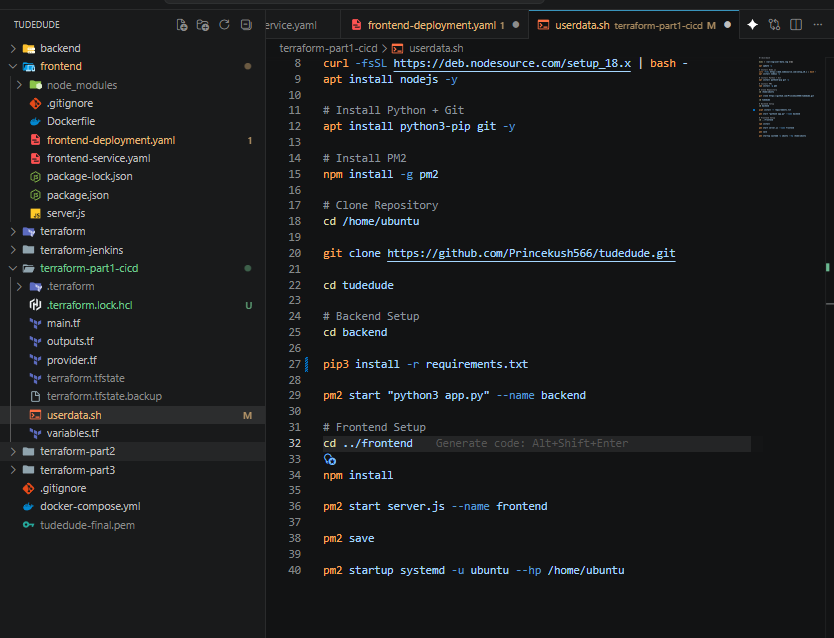 TUDEDUDE
backend
frontend
node_modules
.gitignore
Dockerfile
frontend-deployment.yaml 1
frontend-service.yaml
package-lock.json
package.json
server.js
terraform
terraform-jenkins
terraform-part1-cicd
.terraform
.terraform.lock.hcl U
main.tf
outputs.tf
provider.tf
terraform.tfstate
terraform.tfstate.backup
userdata.sh M
variables.tf
terraform-part2
terraform-part3
.gitignore
docker-compose.yml
tudedude-final.pem
ervice.yaml
frontend-deployment.yaml 1
userdata.sh terraform-part1-cicd M
terraform-part1-cicd > userdata.sh
8 curl -fsSL https://deb.nodesource.com/setup_18.x | bash -
9 apt install nodejs -y
10
11 # Install Python + Git
12 apt install python3-pip git -y
13
14 # Install PM2
15 npm install -g pm2
16
17 # Clone Repository
18 cd /home/ubuntu
19
20 git clone https://github.com/Princekush566/tudedude.git
21
22 cd tudedude
23
24 # Backend Setup
25 cd backend
26
27 pip3 install -r requirements.txt
28
29 pm2 start "python3 app.py" --name backend
30
31 # Frontend Setup
32 cd ../frontend Generate code: Alt+Shift+Enter
33
34 npm install
35
36 pm2 start server.js --name frontend
37
38 pm2 save
39
40 pm2 startup systemd -u ubuntu --hp /home/ubuntu